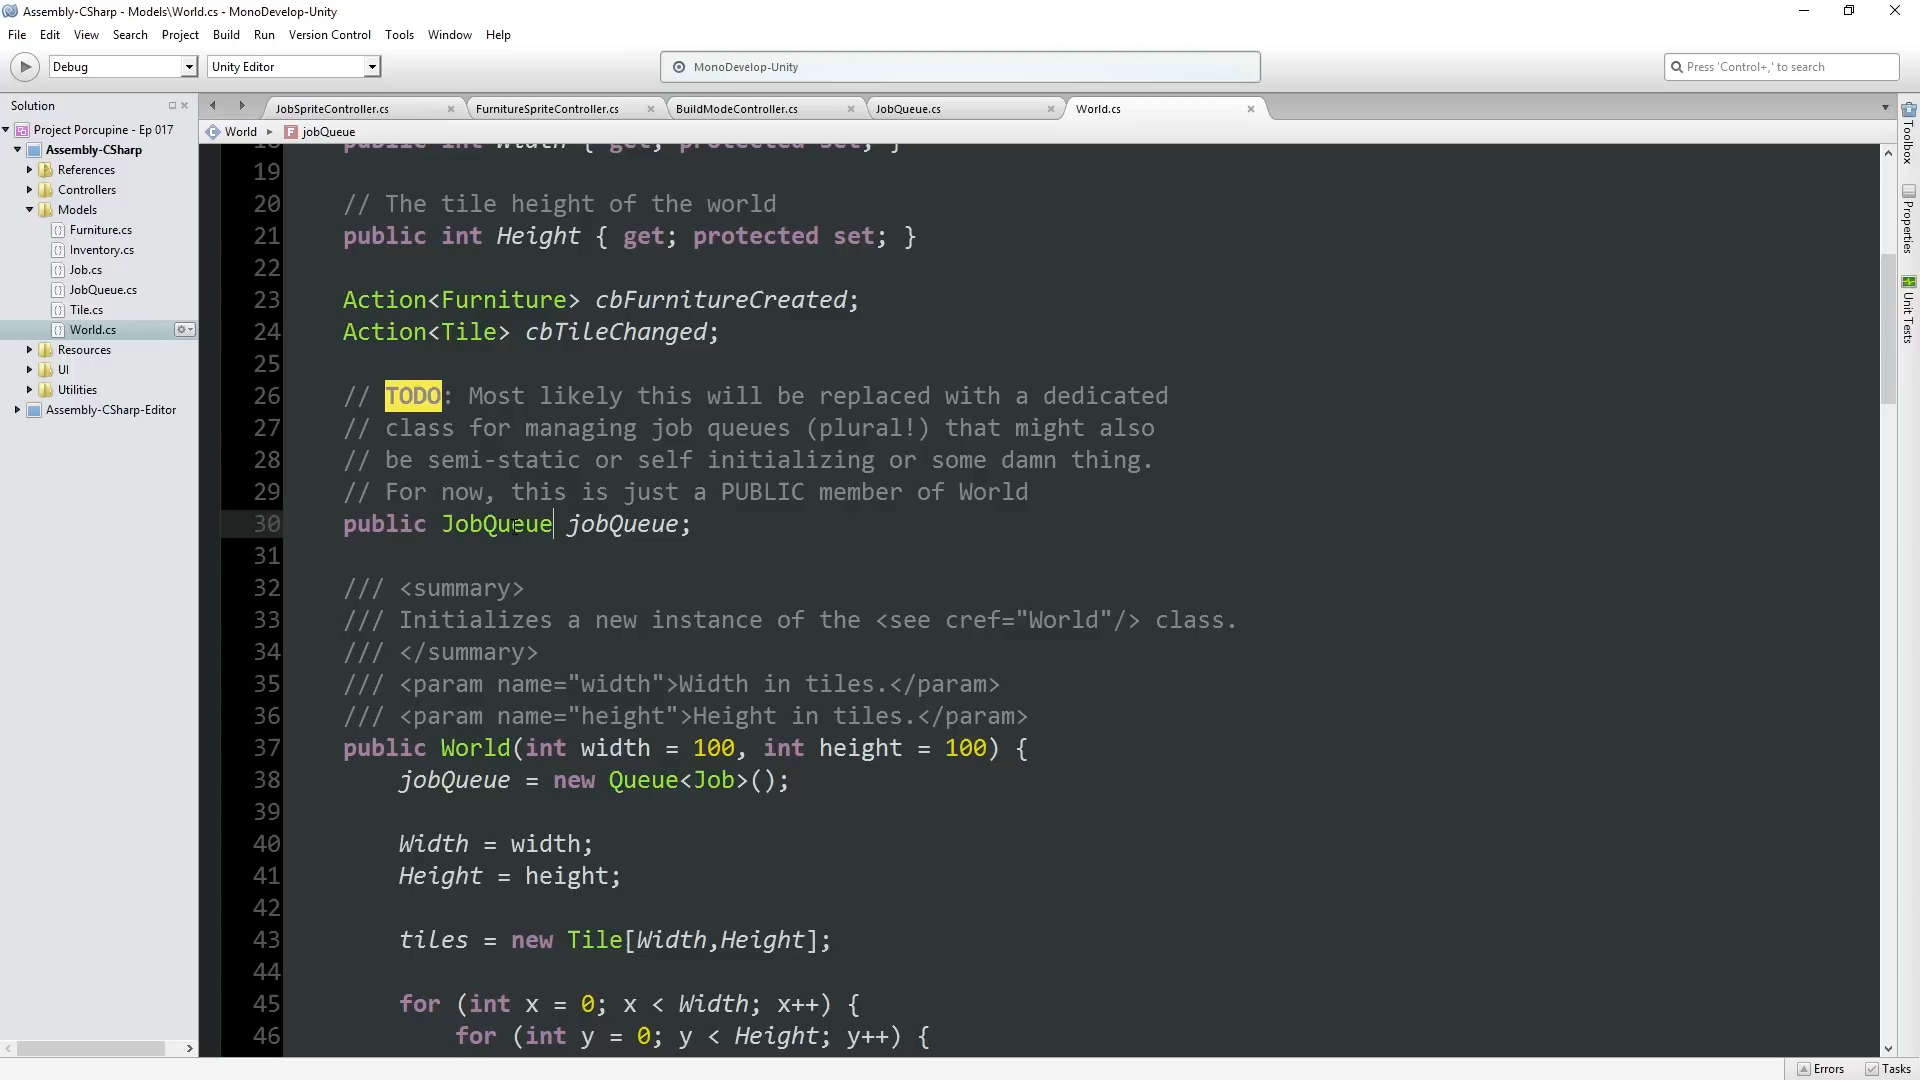 Assembly-CSharp - Models\World.cs - MonoDevelop-Unity
File Edit View Search Project Build Run Version Control Tools Window Help
Debug Unity Editor MonoDevelop-Unity Press 'Control+,' to search
Solution
JobSpriteController.cs FurnitureSpriteController.cs BuildModeController.cs JobQueue.cs World.cs
World jobQueue
Project Porcupine - Ep 017
Assembly-CSharp
References
Controllers
Models
Furniture.cs
Inventory.cs
Job.cs
JobQueue.cs
Tile.cs
World.cs
Resources
UI
Utilities
Assembly-CSharp-Editor
18 public int Width { get; protected set; }
19
20 // The tile height of the world
21 public int Height { get; protected set; }
22
23 Action<Furniture> cbFurnitureCreated;
24 Action<Tile> cbTileChanged;
25
26 // TODO: Most likely this will be replaced with a dedicated
27 // class for managing job queues (plural!) that might also
28 // be semi-static or self initializing or some damn thing.
29 // For now, this is just a PUBLIC member of World
30 public JobQueue jobQueue;
31
32 /// <summary>
33 /// Initializes a new instance of the <see cref="World"/> class.
34 /// </summary>
35 /// <param name="width">Width in tiles.</param>
36 /// <param name="height">Height in tiles.</param>
37 public World(int width = 100, int height = 100) {
38 jobQueue = new Queue<Job>();
39
40 Width = width;
41 Height = height;
42
43 tiles = new Tile[Width,Height];
44
45 for (int x = 0; x < Width; x++) {
46 for (int y = 0; y < Height; y++) {
Toolbox
Properties
Unit Tests
Errors Tasks